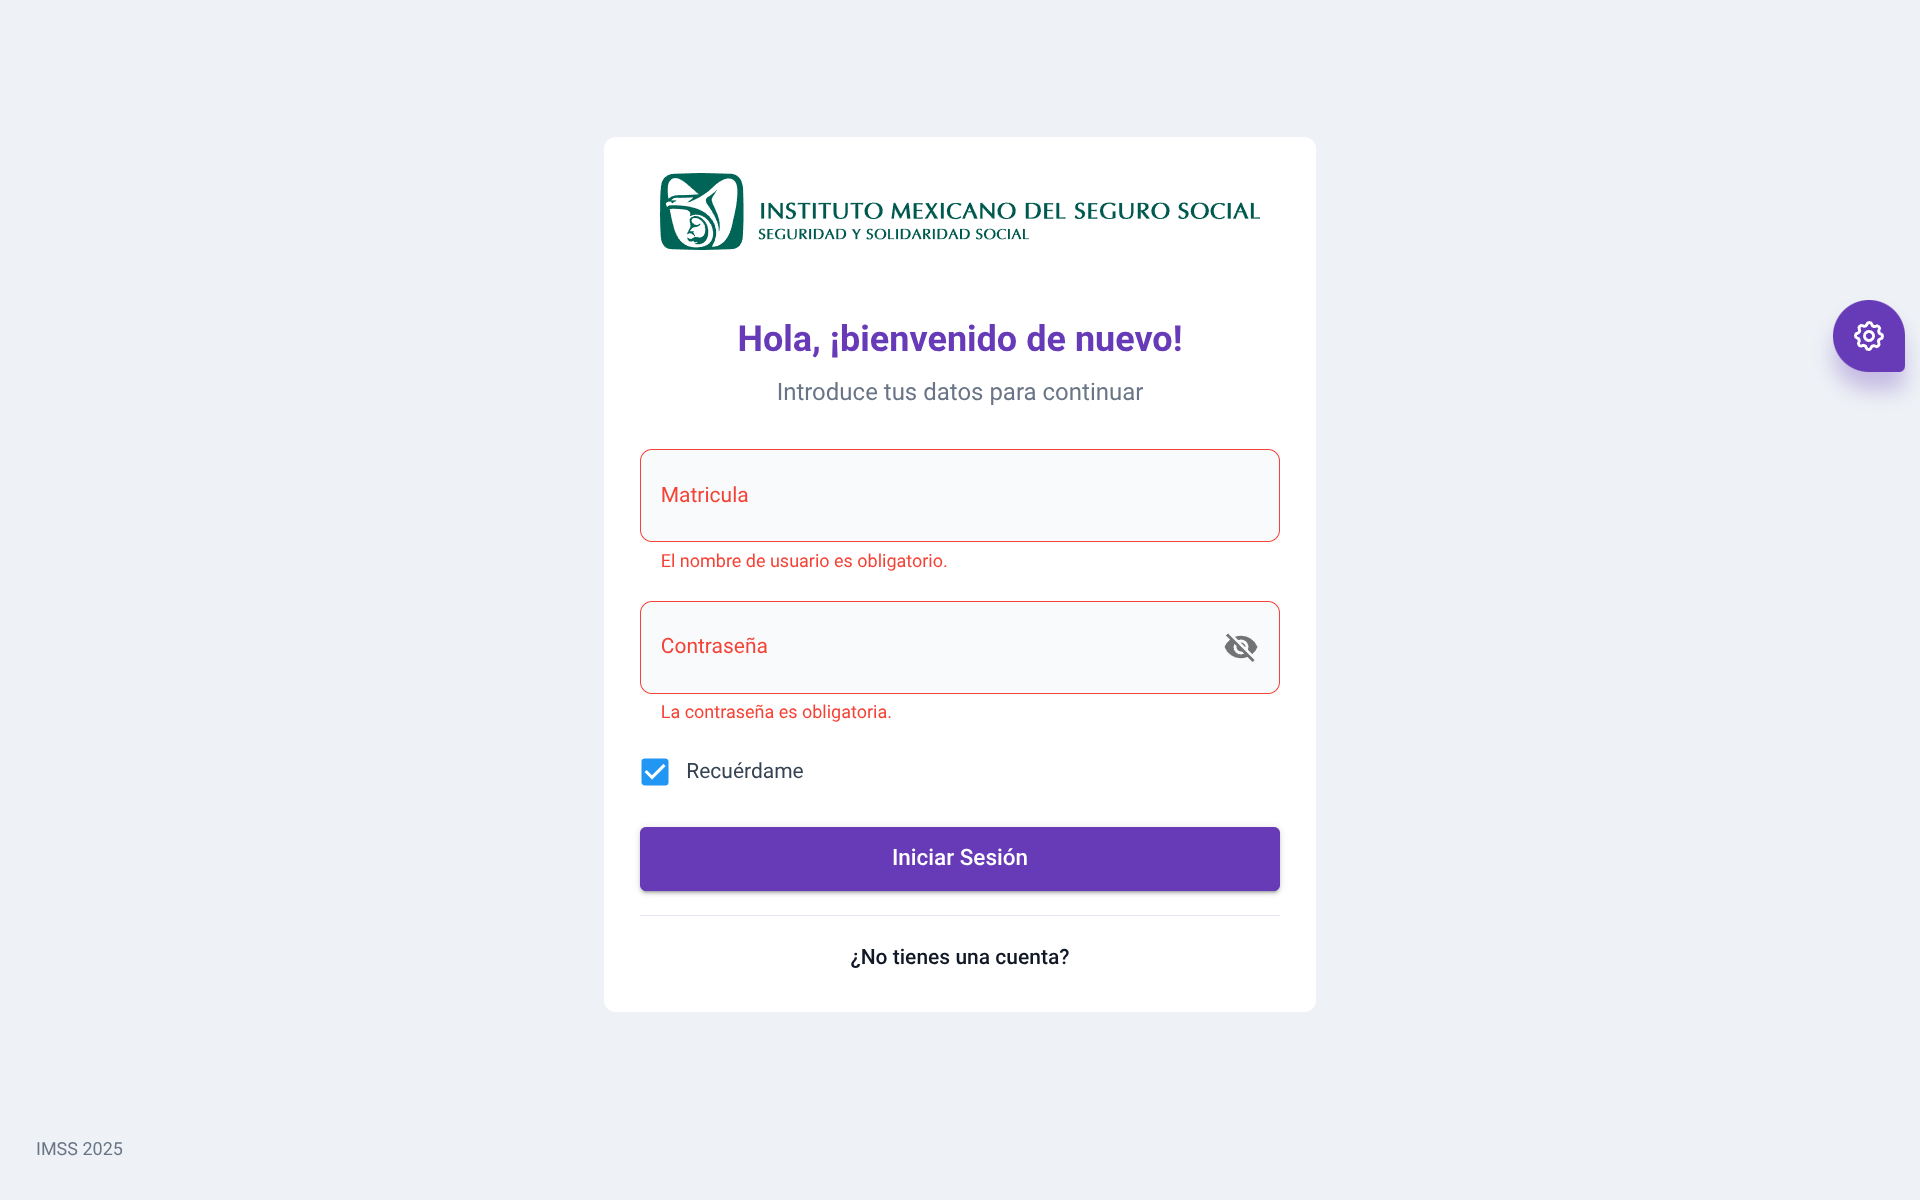 INSTITUTO MEXICANO DEL SEGURO SOCIAL
SEGURIDAD Y SOLIDARIDAD SOCIAL
Hola, ¡bienvenido de nuevo!
Introduce tus datos para continuar
Matricula
El nombre de usuario es obligatorio.
Contraseña
La contraseña es obligatoria.
Recuérdame
Iniciar Sesión
¿No tienes una cuenta?
IMSS 2025